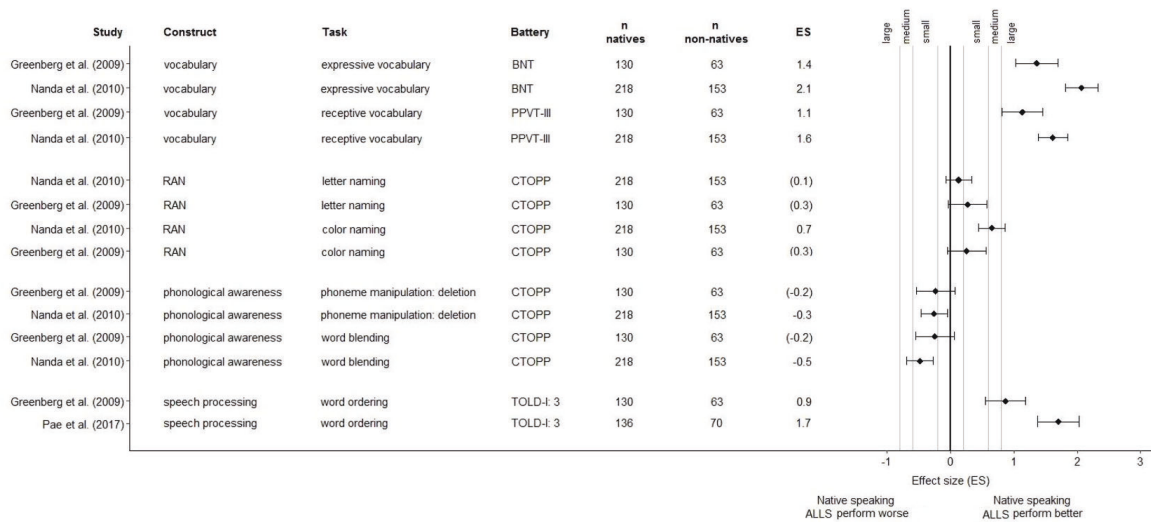 Study Construct Task Battery n natives n non-natives ES large medium small small medium large
Greenberg et al. (2009) vocabulary expressive vocabulary BNT 130 63 1.4
Nanda et al. (2010) vocabulary expressive vocabulary BNT 218 153 2.1
Greenberg et al. (2009) vocabulary receptive vocabulary PPVT-III 130 63 1.1
Nanda et al. (2010) vocabulary receptive vocabulary PPVT-III 218 153 1.6
Nanda et al. (2010) RAN letter naming CTOPP 218 153 (0.1)
Greenberg et al. (2009) RAN letter naming CTOPP 130 63 (0.3)
Nanda et al. (2010) RAN color naming CTOPP 218 153 0.7
Greenberg et al. (2009) RAN color naming CTOPP 130 63 (0.3)
Greenberg et al. (2009) phonological awareness phoneme manipulation: deletion CTOPP 130 63 (-0.2)
Nanda et al. (2010) phonological awareness phoneme manipulation: deletion CTOPP 218 153 -0.3
Greenberg et al. (2009) phonological awareness word blending CTOPP 130 63 (-0.2)
Nanda et al. (2010) phonological awareness word blending CTOPP 218 153 -0.5
Greenberg et al. (2009) speech processing word ordering TOLD-I: 3 130 63 0.9
Pae et al. (2017) speech processing word ordering TOLD-I: 3 136 70 1.7
-1 0 1 2 3
Effect size (ES)
Native speaking Native speaking
ALLS perform worse ALLS perform better